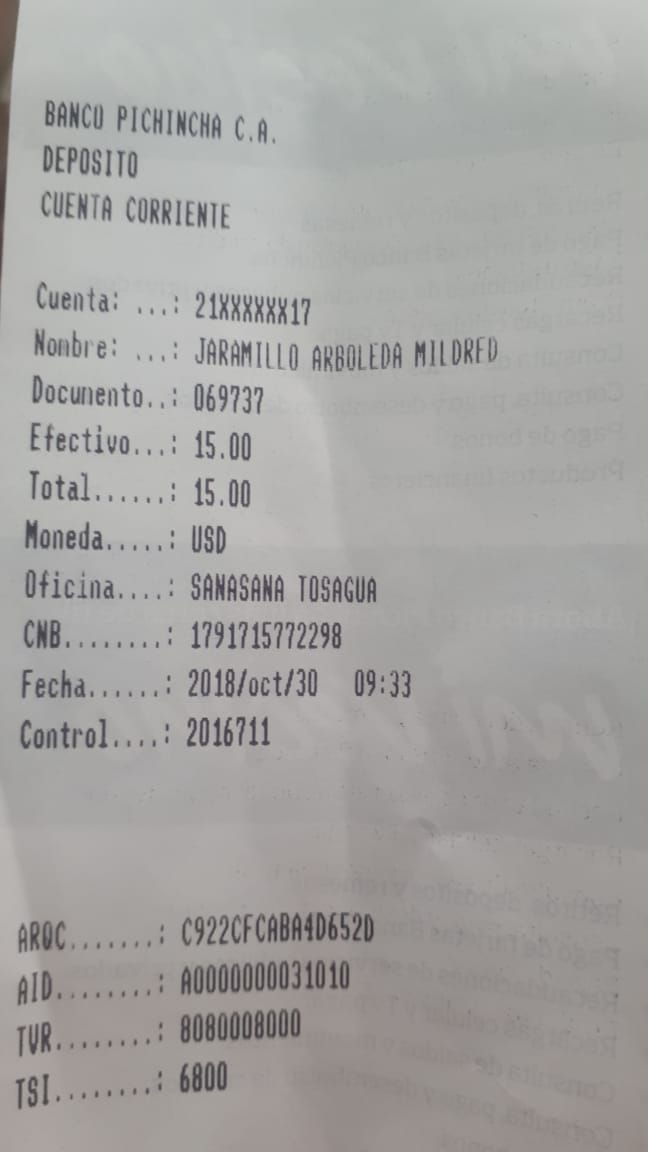 BANCO PICHINCHA C.A.
DEPOSITO
CUENTA CORRIENTE
Cuenta: ...: 21XXXXXX17
Nombre: ...: JARAMILLO ARBOLEDA MILDRED
Documento..: 069737
Efectivo...: 15.00
Total......: 15.00
Moneda.....: USD
Oficina....: SANASANA TOSAGUA
CNB........: 1791715772298
Fecha......: 2018/oct/30 09:33
Control....: 2016711
ARQC.......: C922CFCABA4D652D
AID........: A0000000031010
TVR........: 8080008000
TSI........: 6800